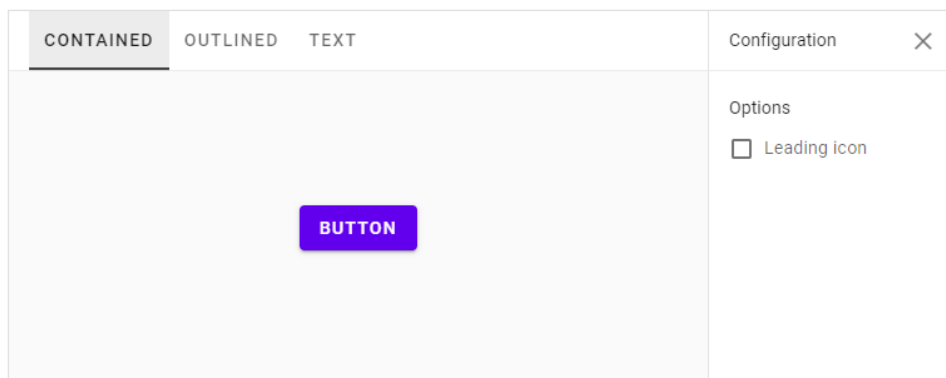 CONTAINED OUTLINED TEXT
Configuration
Options
Leading icon
BUTTON